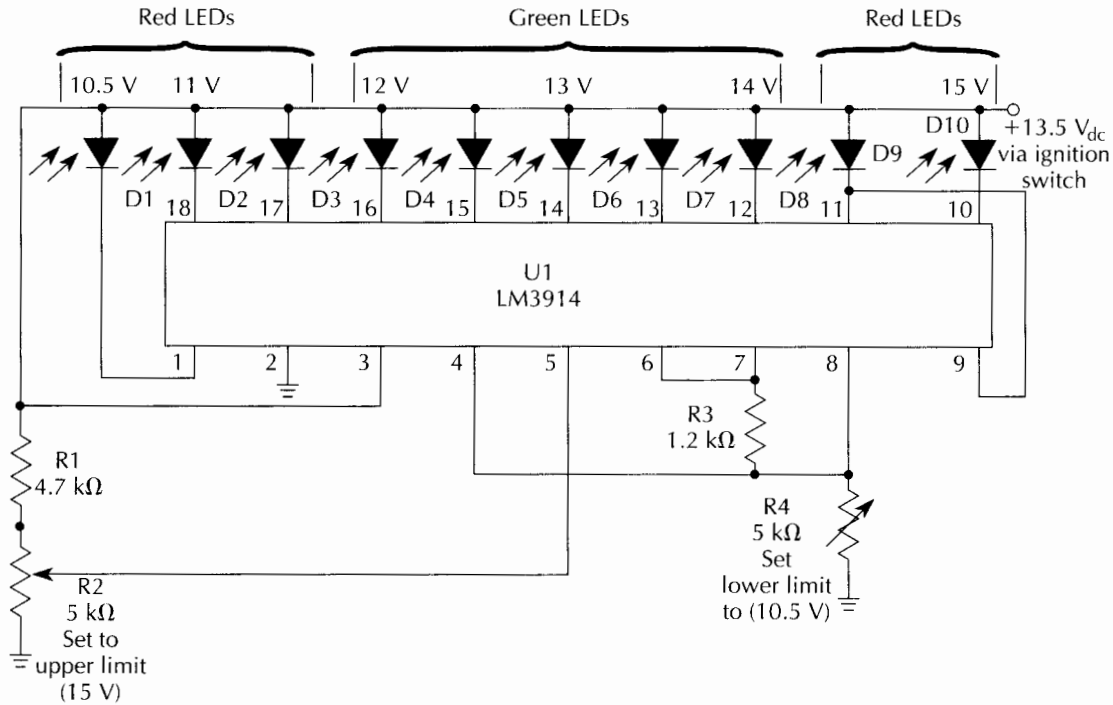 Red LEDs
Green LEDs
Red LEDs
10.5 V
11 V
12 V
13 V
14 V
15 V
D10
+13.5 Vdc
via ignition
switch
D1
D2
D3
D4
D5
D6
D7
D8
D9
18
17
16
15
14
13
12
11
10
U1
LM3914
1
2
3
4
5
6
7
8
9
R3
1.2 kΩ
R1
4.7 kΩ
R4
5 kΩ
Set
lower limit
to (10.5 V)
R2
5 kΩ
Set to
upper limit
(15 V)